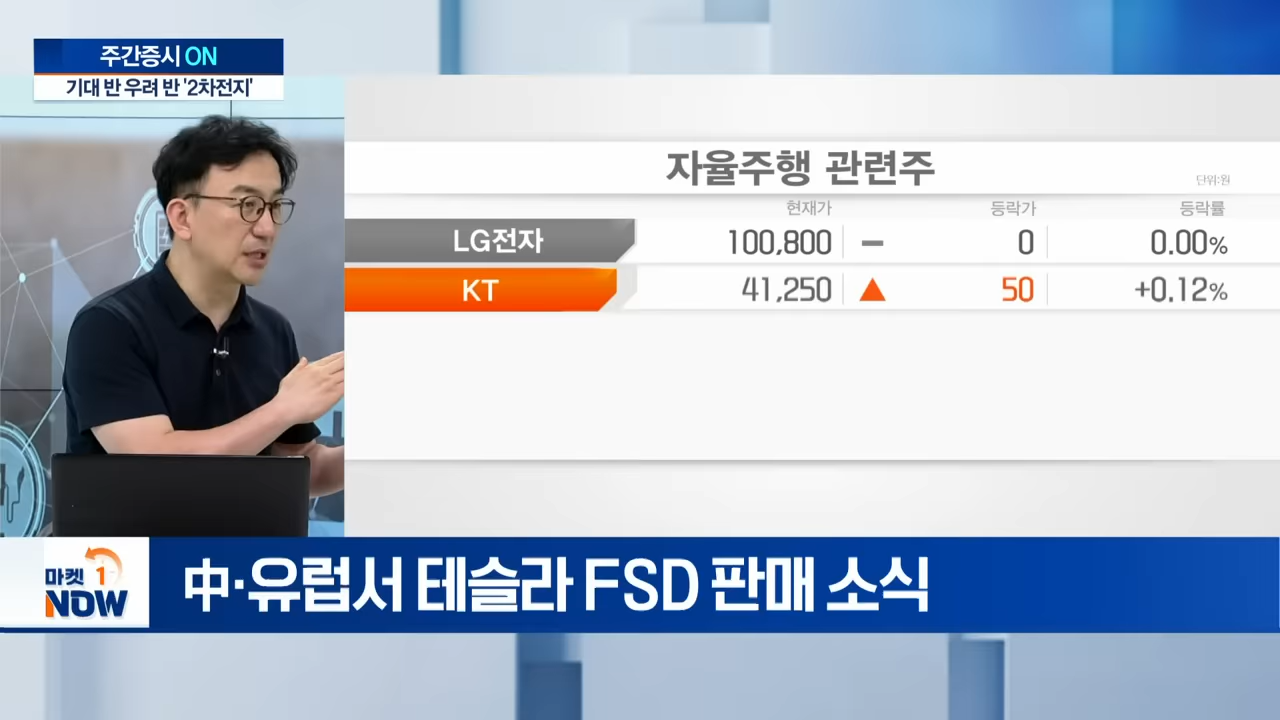 주간증시 ON
기대 반 우려 반 '2차전지'
자율주행 관련주
단위:원
현재가 등락가 등락률
LG전자 100,800 0 0.00%
KT 41,250 ▲ 50 +0.12%
마켓 1 NOW
中·유럽서 테슬라 FSD 판매 소식